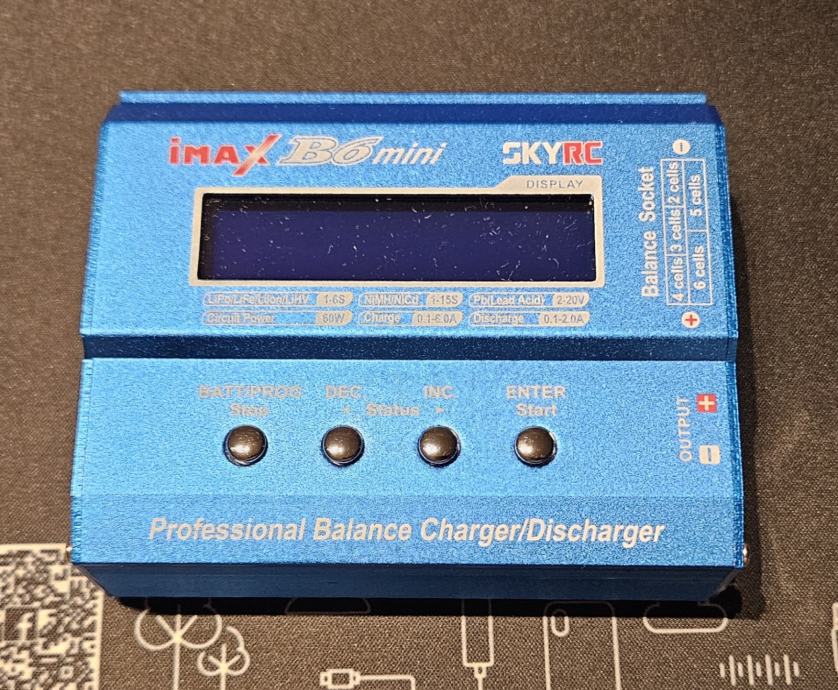 iMAX B6 mini
SKYRC
DISPLAY
LiPo/LiFe/LiIon/LiHV 1-6S
NiMH/NiCd 1-15S
Pb(Lead Acid) 2-20V
Circuit Power 60W
Charge 0.1-6.0A
Discharge 0.1-2.0A
Balance Socket
4 cells 3 cells 2 cells
6 cells 5 cells
BATT/PROG
Stop
DEC.
INC.
◄ Status ►
ENTER
Start
OUTPUT
+
−
Professional Balance Charger/Discharger